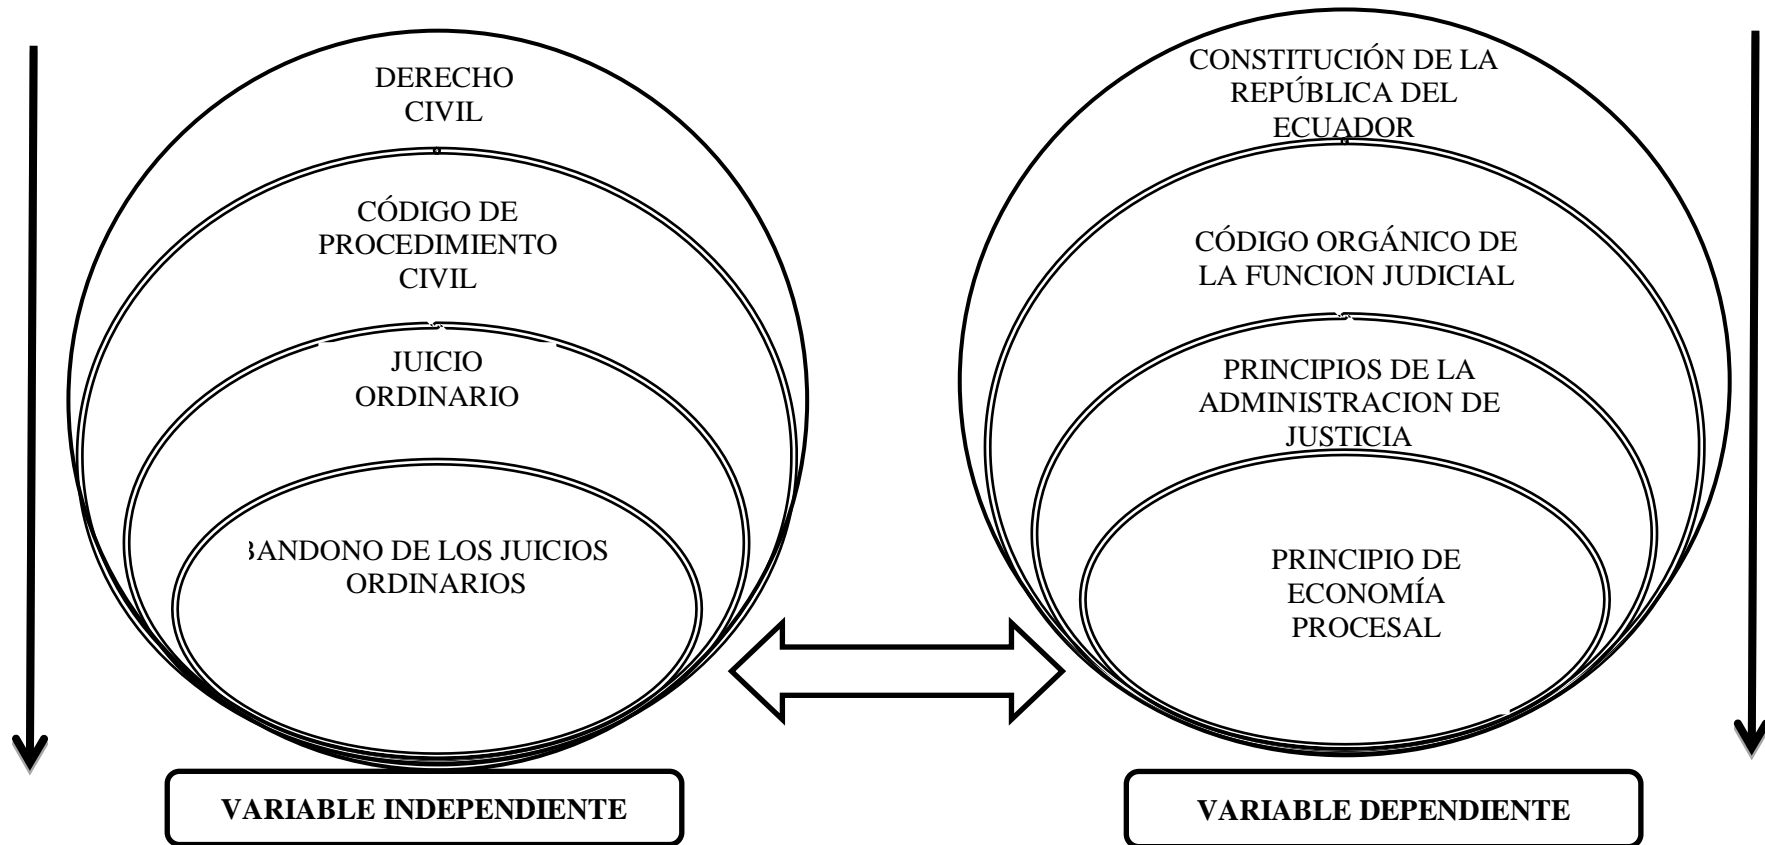 DERECHO
CIVIL
CÓDIGO DE
PROCEDIMIENTO
CIVIL
JUICIO
ORDINARIO
BANDONO DE LOS JUICIOS
ORDINARIOS
VARIABLE INDEPENDIENTE
CONSTITUCIÓN DE LA
REPÚBLICA DEL
ECUADOR
CÓDIGO ORGÁNICO DE
LA FUNCION JUDICIAL
PRINCIPIOS DE LA
ADMINISTRACION DE
JUSTICIA
PRINCIPIO DE
ECONOMÍA
PROCESAL
VARIABLE DEPENDIENTE